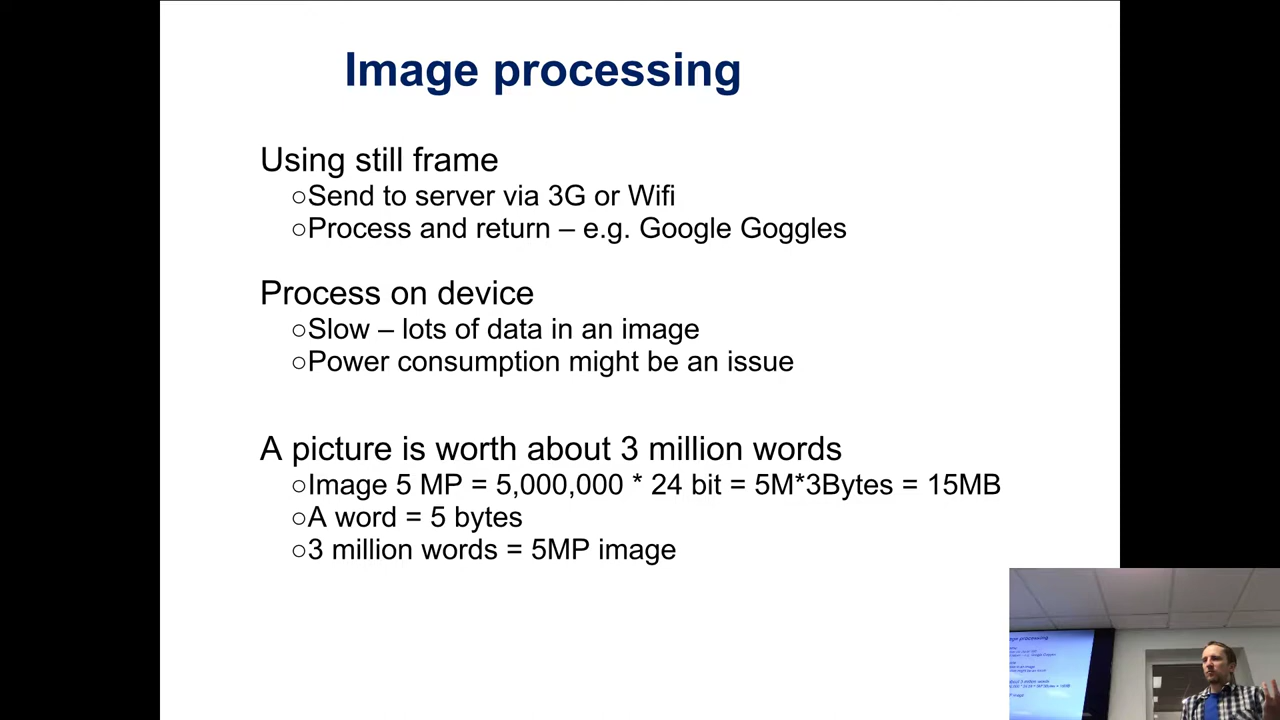 Image processing
Using still frame
○Send to server via 3G or Wifi
○Process and return – e.g. Google Goggles
Process on device
○Slow – lots of data in an image
○Power consumption might be an issue
A picture is worth about 3 million words
○Image 5 MP = 5,000,000 * 24 bit = 5M*3Bytes = 15MB
○A word = 5 bytes
○3 million words = 5MP image